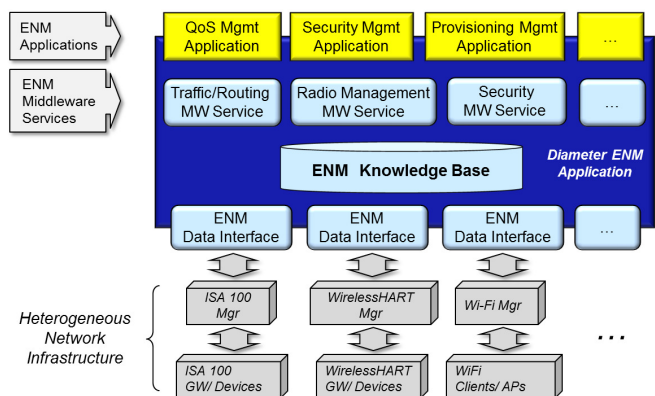 ENM
Applications
QoS Mgmt
Application
Security Mgmt
Application
Provisioning Mgmt
Application
...
ENM
Middleware
Services
Traffic/Routing
MW Service
Radio Management
MW Service
Security
MW Service
...
ENM Knowledge Base
Diameter ENM
Application
ENM
Data Interface
ENM
Data Interface
ENM
Data Interface
...
Heterogeneous
Network
Infrastructure
ISA 100
Mgr
WirelessHART
Mgr
Wi-Fi Mgr
...
ISA 100
GW/ Devices
WirelessHART
GW/ Devices
WiFi
Clients/ APs